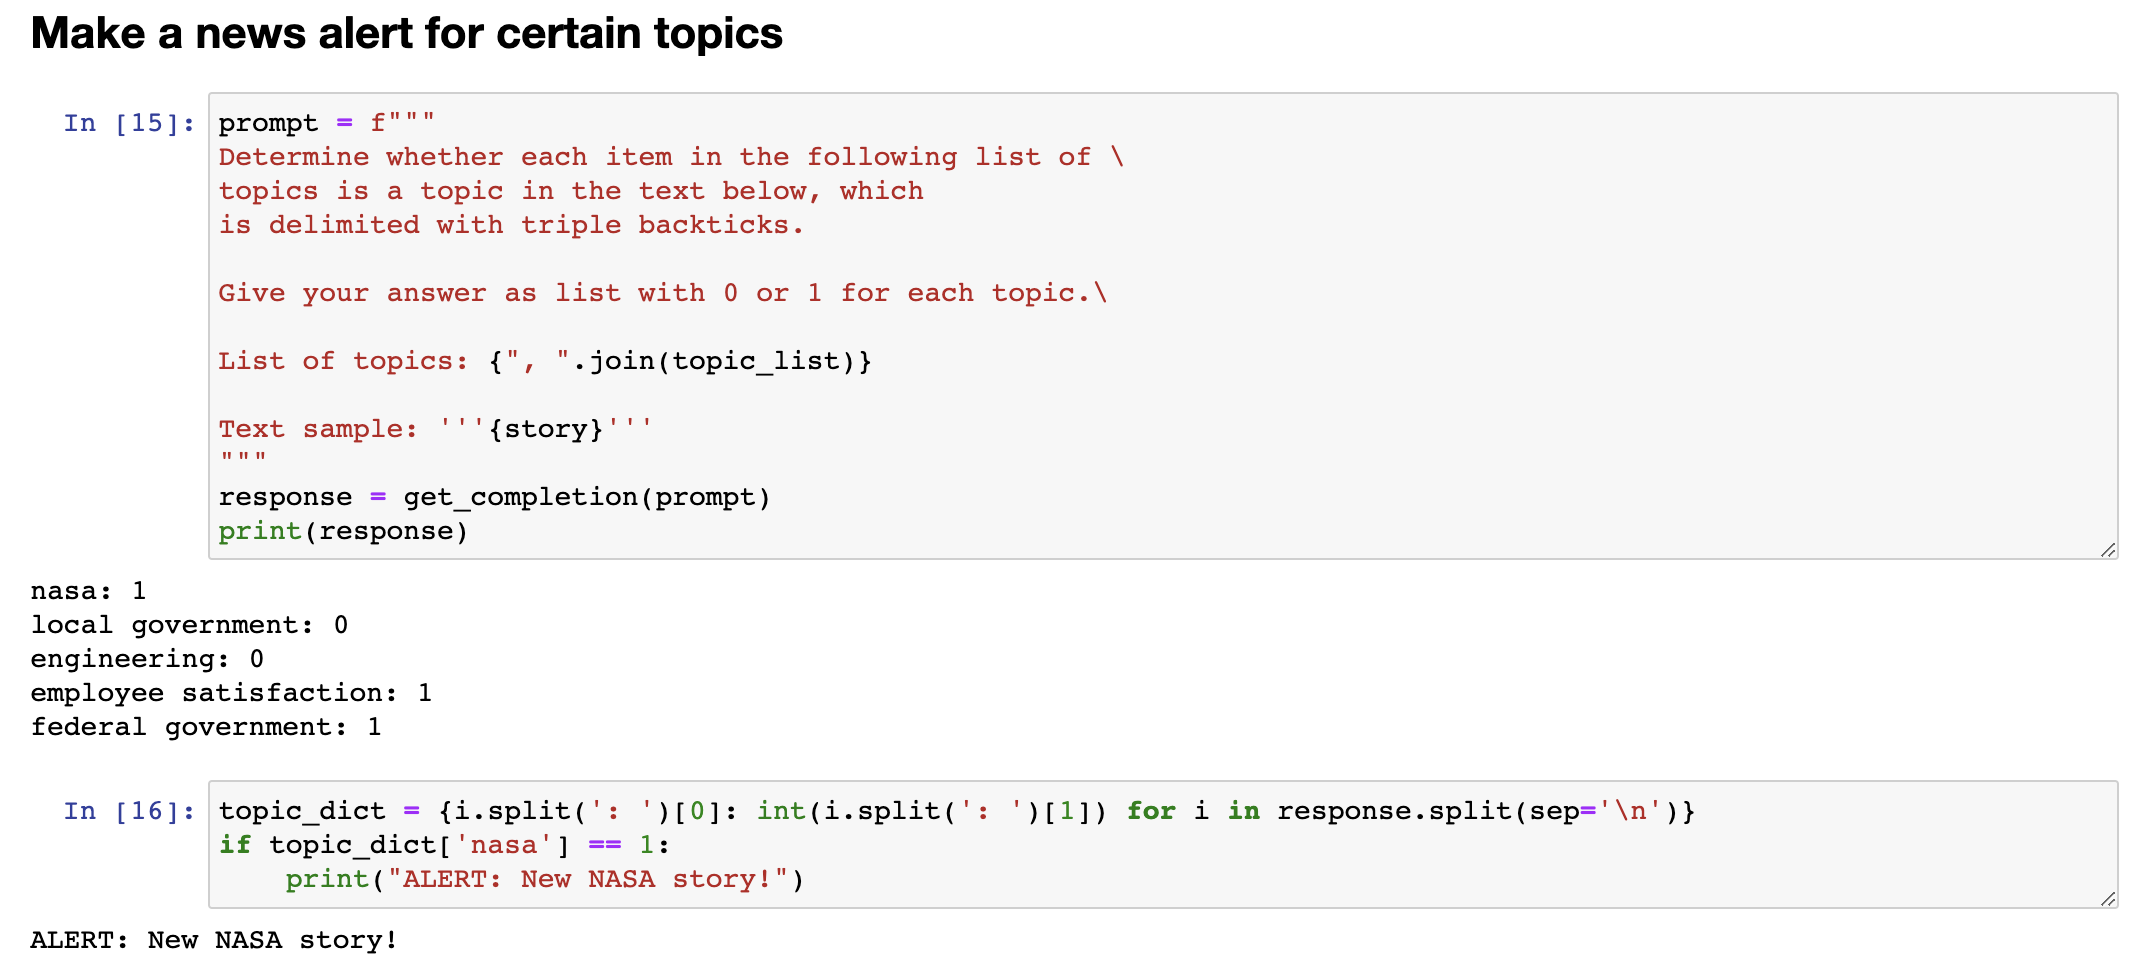 Make a news alert for certain topics
In [15]:
prompt = f"""
Determine whether each item in the following list of \
topics is a topic in the text below, which
is delimited with triple backticks.
Give your answer as list with 0 or 1 for each topic.\
List of topics: {", ".join(topic_list)}
Text sample: '''{story}'''
"""
response = get_completion(prompt)
print(response)
nasa: 1
local government: 0
engineering: 0
employee satisfaction: 1
federal government: 1
In [16]:
topic_dict = {i.split(': ')[0]: int(i.split(': ')[1]) for i in response.split(sep='\n')}
if topic_dict['nasa'] == 1:
    print("ALERT: New NASA story!")
ALERT: New NASA story!